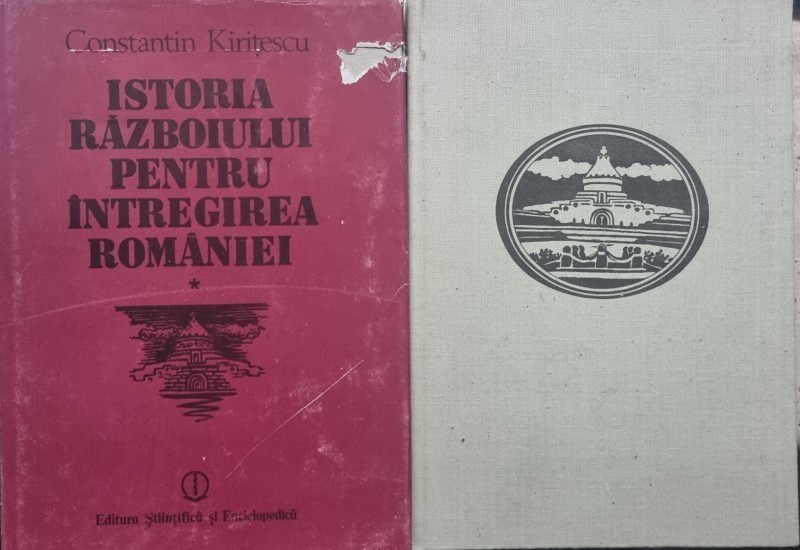 Constantin Kirițescu
ISTORIA
RĂZBOIULUI
PENTRU
ÎNTREGIREA
ROMÂNIEI
*
Editura Științifică și Enciclopedică